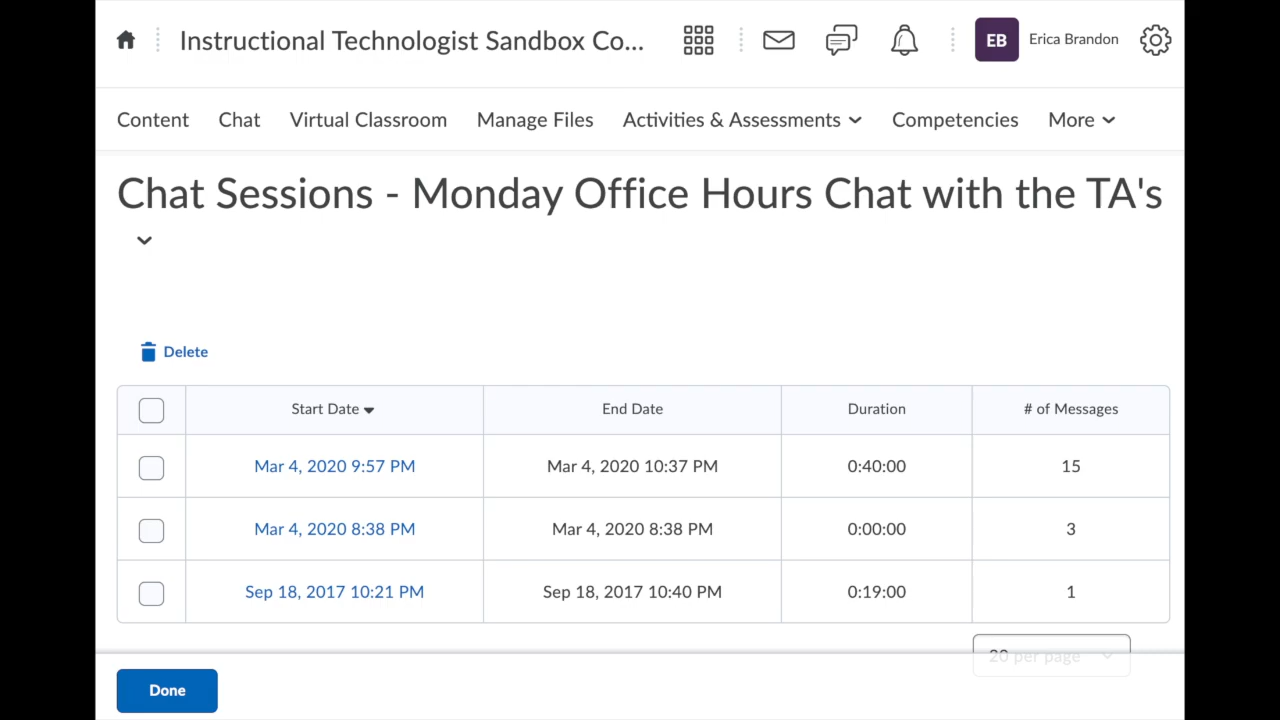 Instructional Technologist Sandbox Co...
EB
Erica Brandon
Content Chat Virtual Classroom Manage Files Activities & Assessments Competencies More
Chat Sessions - Monday Office Hours Chat with the TA's
Delete
Start Date End Date Duration # of Messages
Mar 4, 2020 9:57 PM Mar 4, 2020 10:37 PM 0:40:00 15
Mar 4, 2020 8:38 PM Mar 4, 2020 8:38 PM 0:00:00 3
Sep 18, 2017 10:21 PM Sep 18, 2017 10:40 PM 0:19:00 1
20 per page
Done